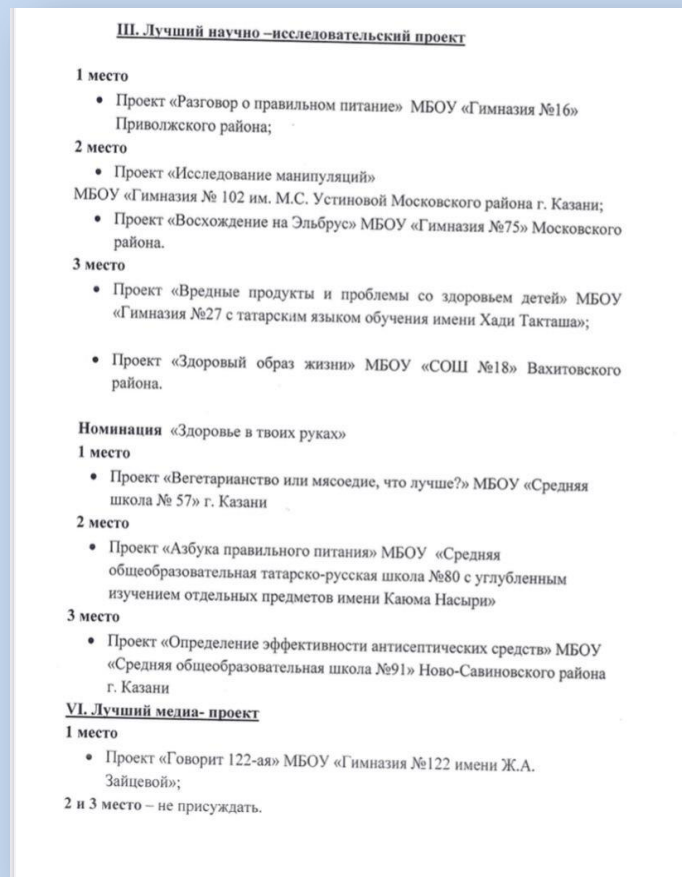 III. Лучший научно –исследовательский проект
1 место
• Проект «Разговор о правильном питание» МБОУ «Гимназия №16»
Приволжского района;
2 место
• Проект «Исследование манипуляций»
МБОУ «Гимназия № 102 им. М.С. Устиновой Московского района г. Казани;
• Проект «Восхождение на Эльбрус» МБОУ «Гимназия №75» Московского
района.
3 место
• Проект «Вредные продукты и проблемы со здоровьем детей» МБОУ
«Гимназия №27 с татарским языком обучения имени Хади Такташа»;
• Проект «Здоровый образ жизни» МБОУ «СОШ №18» Вахитовского
района.
Номинация «Здоровье в твоих руках»
1 место
• Проект «Вегетарианство или мясоедие, что лучше?» МБОУ «Средняя
школа № 57» г. Казани
2 место
• Проект «Азбука правильного питания» МБОУ «Средняя
общеобразовательная татарско-русская школа №80 с углубленным
изучением отдельных предметов имени Каюма Насыри»
3 место
• Проект «Определение эффективности антисептических средств» МБОУ
«Средняя общеобразовательная школа №91» Ново-Савиновского района
г. Казани
VI. Лучший медиа- проект
1 место
• Проект «Говорит 122-ая» МБОУ «Гимназия №122 имени Ж.А.
Зайцевой»;
2 и 3 место – не присуждать.